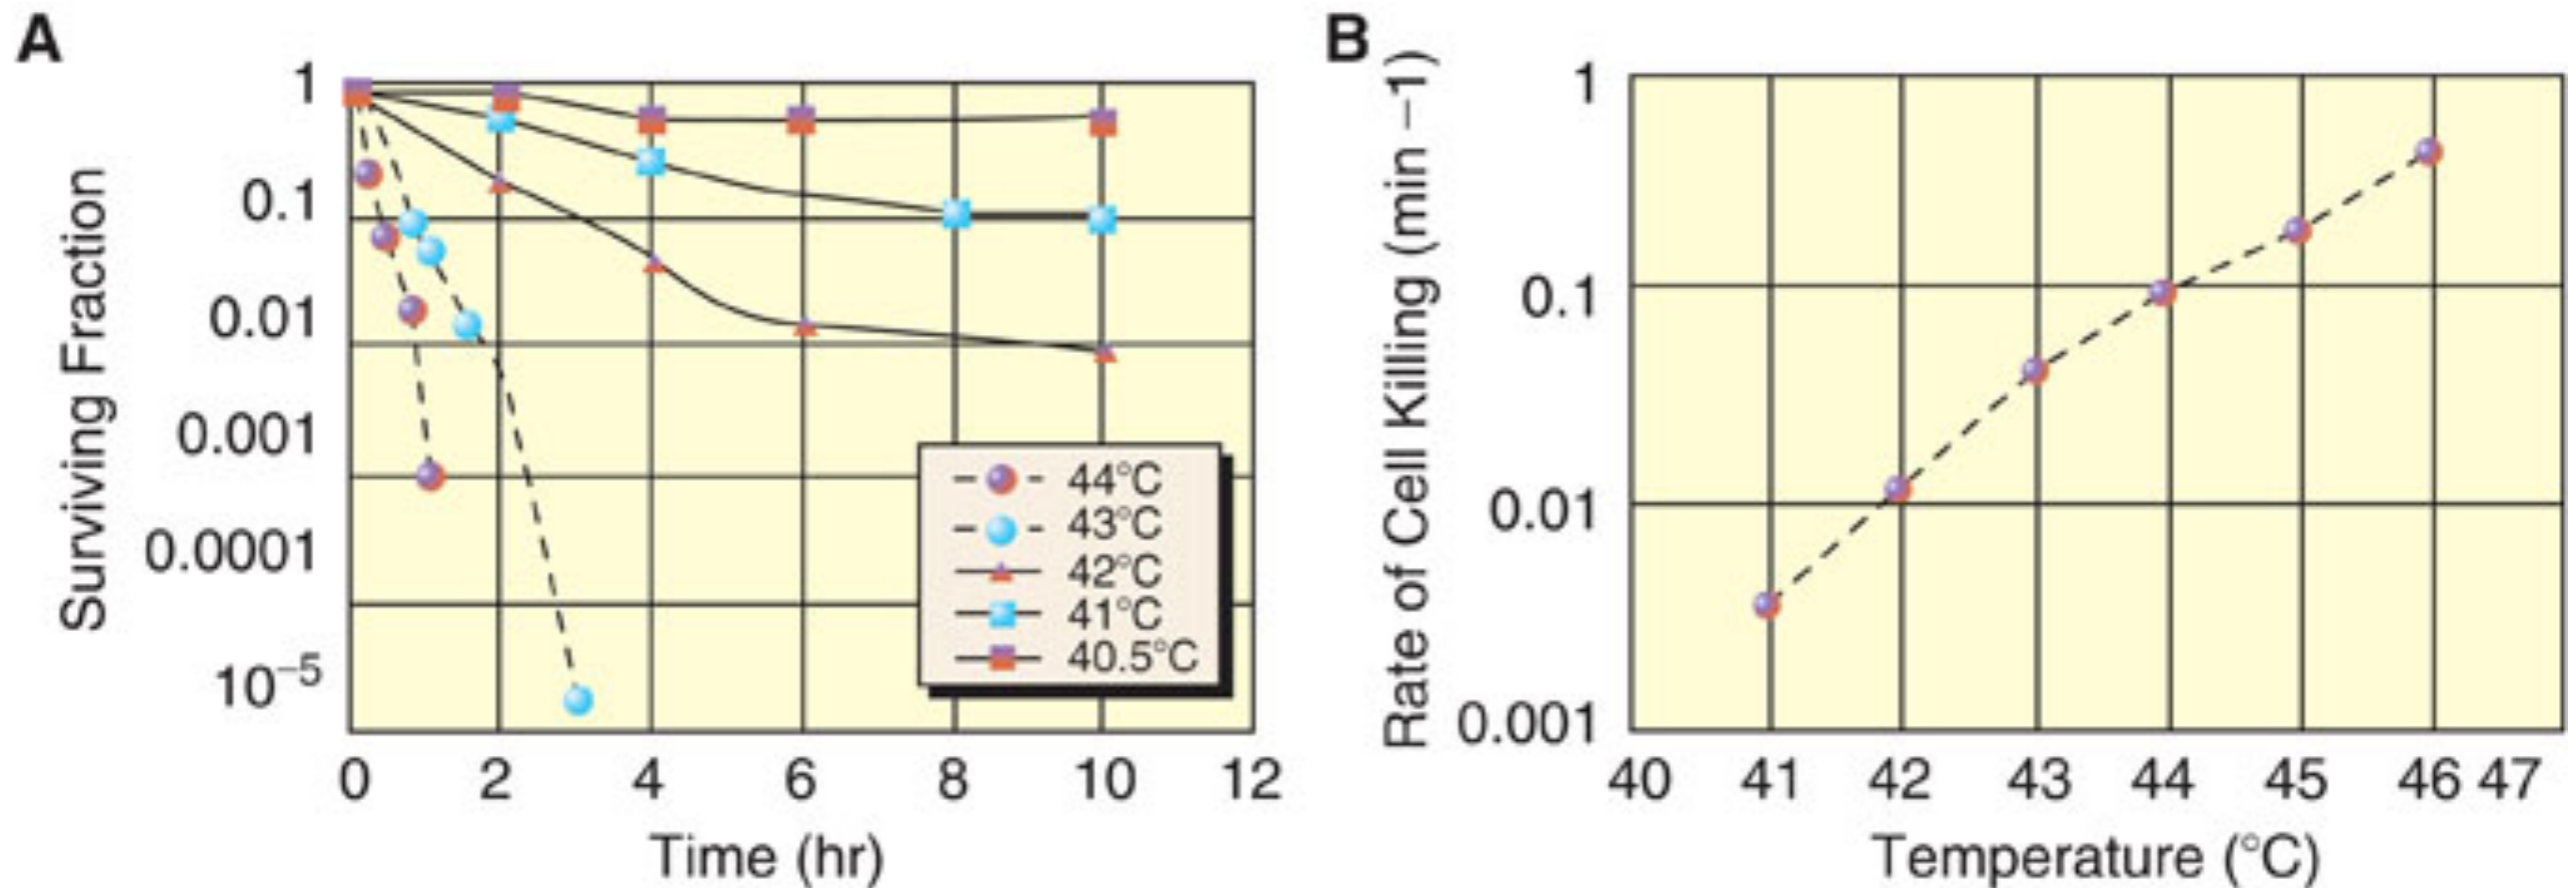 A
Surviving Fraction
1
0.1
0.01
0.001
0.0001
10⁻⁵
0 2 4 6 8 10 12
Time (hr)
44°C
43°C
42°C
41°C
40.5°C
B
Rate of Cell Killing (min −1)
1
0.1
0.01
0.001
40 41 42 43 44 45 46 47
Temperature (°C)